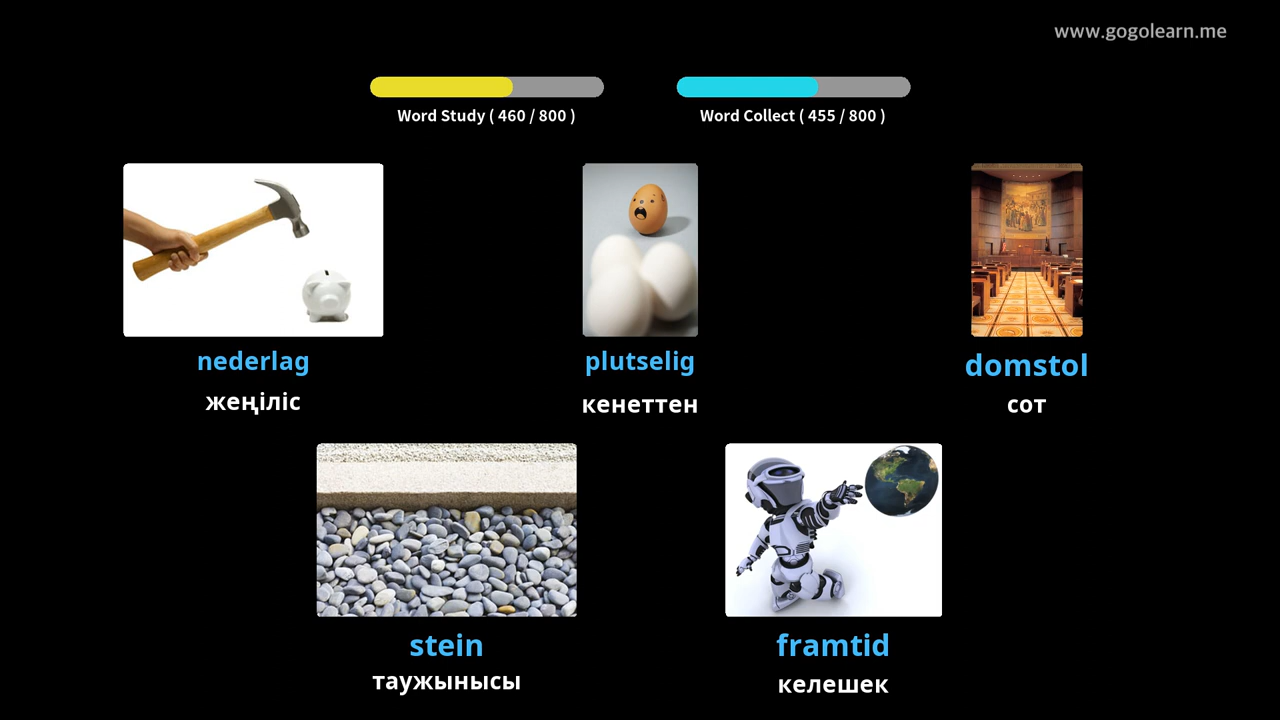 www.gogolearn.me
Word Study ( 460 / 800 )
Word Collect ( 455 / 800 )
nederlag
жеңіліс
plutselig
кенеттен
domstol
сот
stein
таужынысы
framtid
келешек